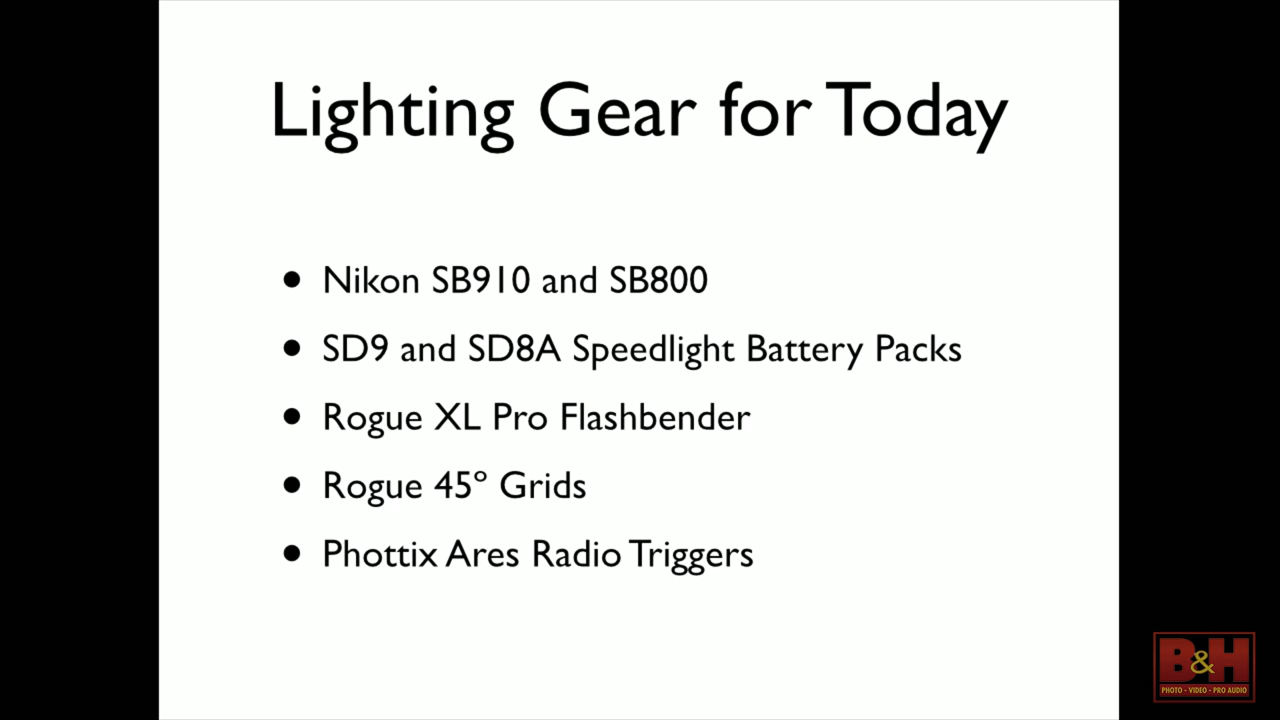 Lighting Gear for Today
• Nikon SB910 and SB800
• SD9 and SD8A Speedlight Battery Packs
• Rogue XL Pro Flashbender
• Rogue 45º Grids
• Phottix Ares Radio Triggers
B&H
PHOTO - VIDEO - PRO AUDIO